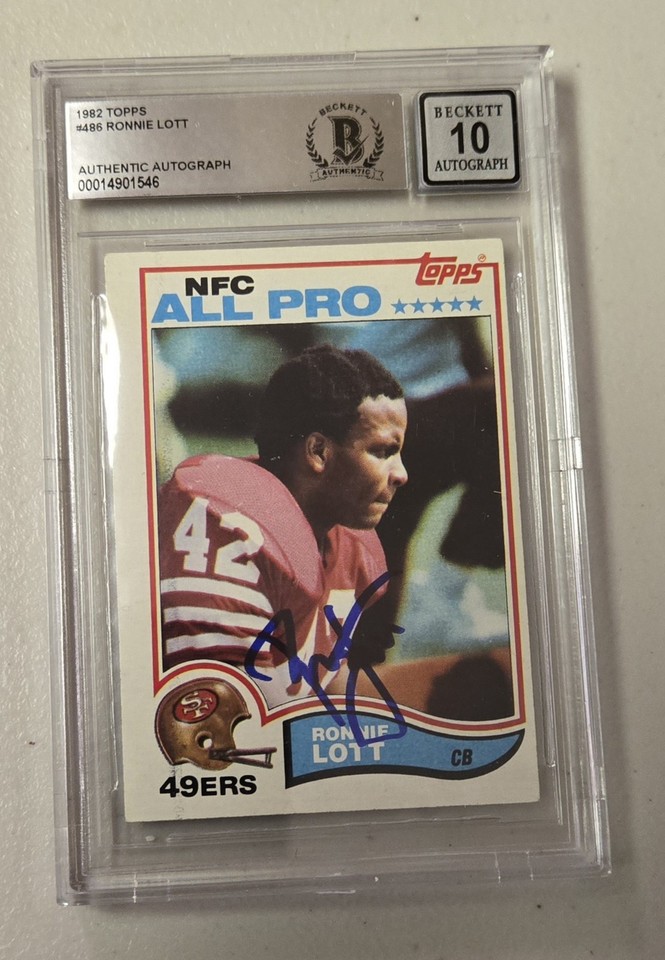 1982 TOPPS
#486 RONNIE LOTT
AUTHENTIC AUTOGRAPH
00014901546
BECKETT
B
AUTHENTIC
BECKETT
10
AUTOGRAPH
topps
NFC
ALL PRO
42
SF
RONNIE
LOTT
CB
49ERS